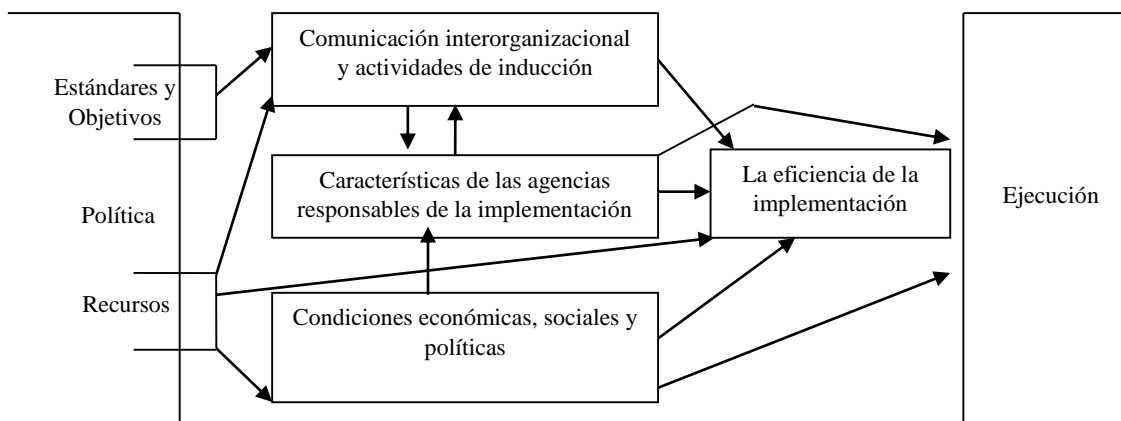 Comunicación interorganizacional
y actividades de inducción
Estándares y
Objetivos
Características de las agencias
responsables de la implementación
La eficiencia de la
implementación
Política
Ejecución
Recursos
Condiciones económicas, sociales y
políticas